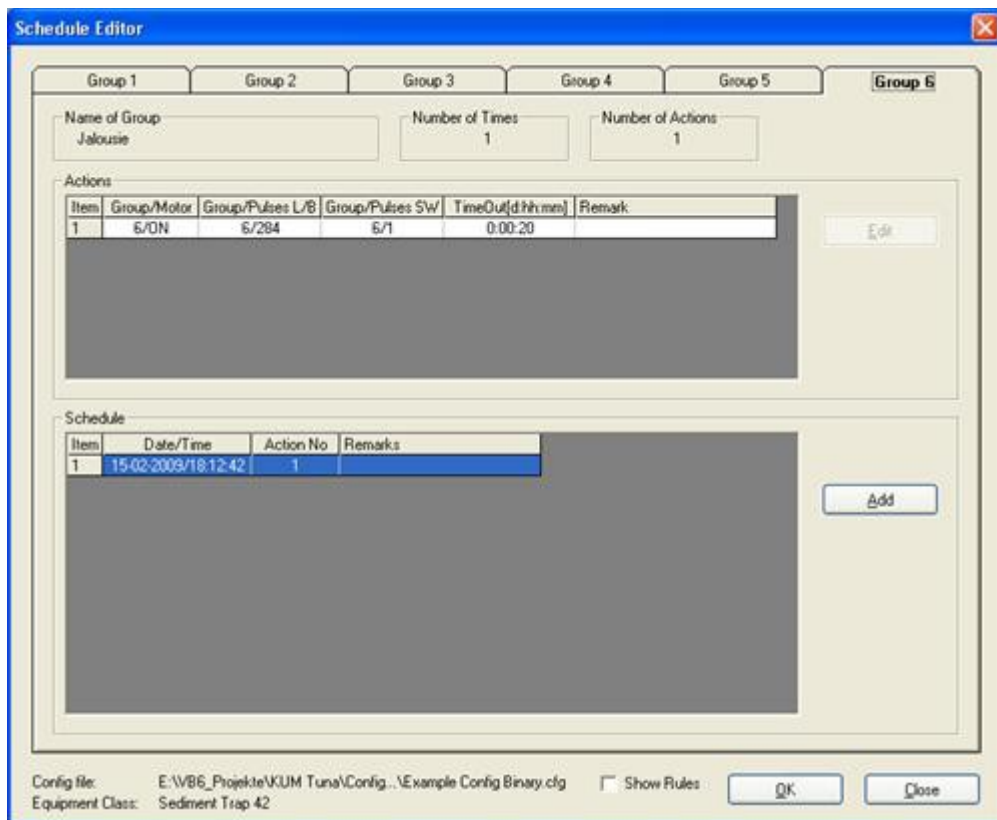 Schedule Editor
Group 1 Group 2 Group 3 Group 4 Group 5 Group 6
Name of Group Number of Times Number of Actions
Jalousie 1 1
Actions
Item Group/Motor Group/Pulses L/B Group/Pulses SW TimeOut[d:hh:mm] Remark
1 6/ON 6/284 6/1 0:00:20
Edit
Schedule
Item Date/Time Action No Remarks
1 15-02-2009/18:12:42 1
Add
Config file: E:\VB6_Projekte\KUM Tuna\Config...\Example Config Binary.cfg Show Rules OK Close
Equipment Class: Sediment Trap 42